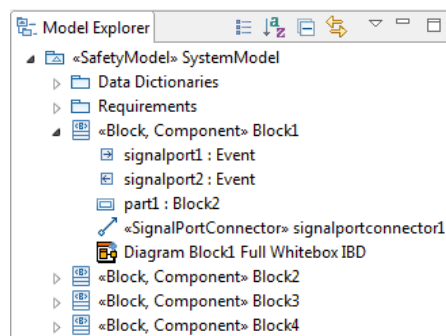 Model Explorer
«SafetyModel» SystemModel
Data Dictionaries
Requirements
«Block, Component» Block1
signalport1 : Event
signalport2 : Event
part1 : Block2
«SignalPortConnector» signalportconnector1
Diagram Block1 Full Whitebox IBD
«Block, Component» Block2
«Block, Component» Block3
«Block, Component» Block4